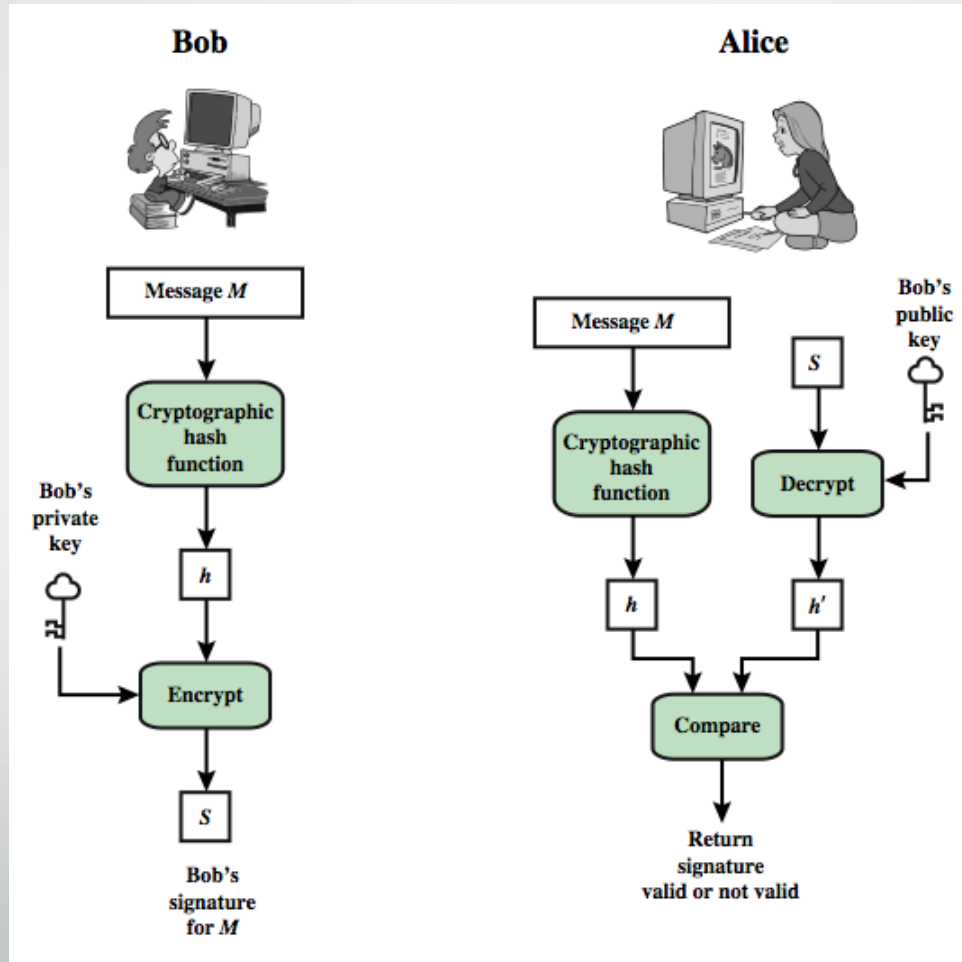 Bob
Message M
Cryptographic
hash
function
Bob's
private
key
h
Encrypt
S
Bob's
signature
for M
Alice
Message M
Bob's
public
key
S
Cryptographic
hash
function
Decrypt
h
h'
Compare
Return
signature
valid or not valid